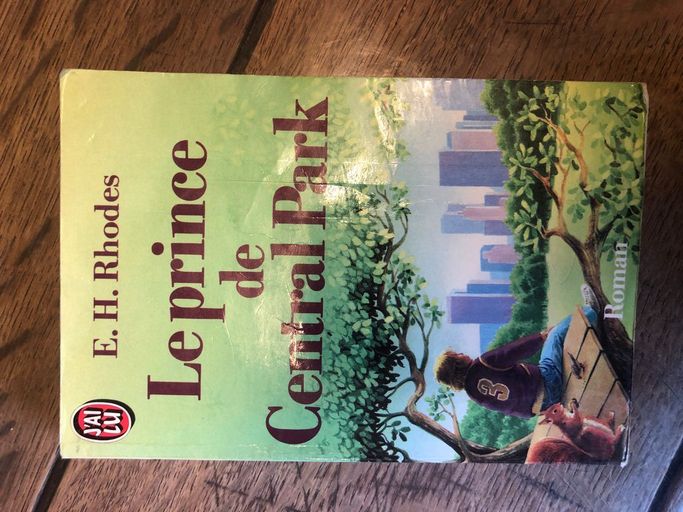 J'AI
LU
E. H. Rhodes
Le prince
de
Central Park
3
Roman